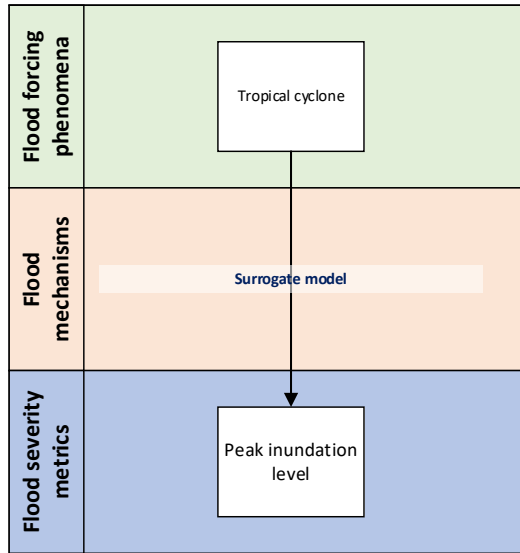 Flood forcing
phenomena
Tropical cyclone
Flood
mechanisms
Surrogate model
Flood severity
metrics
Peak inundation
level